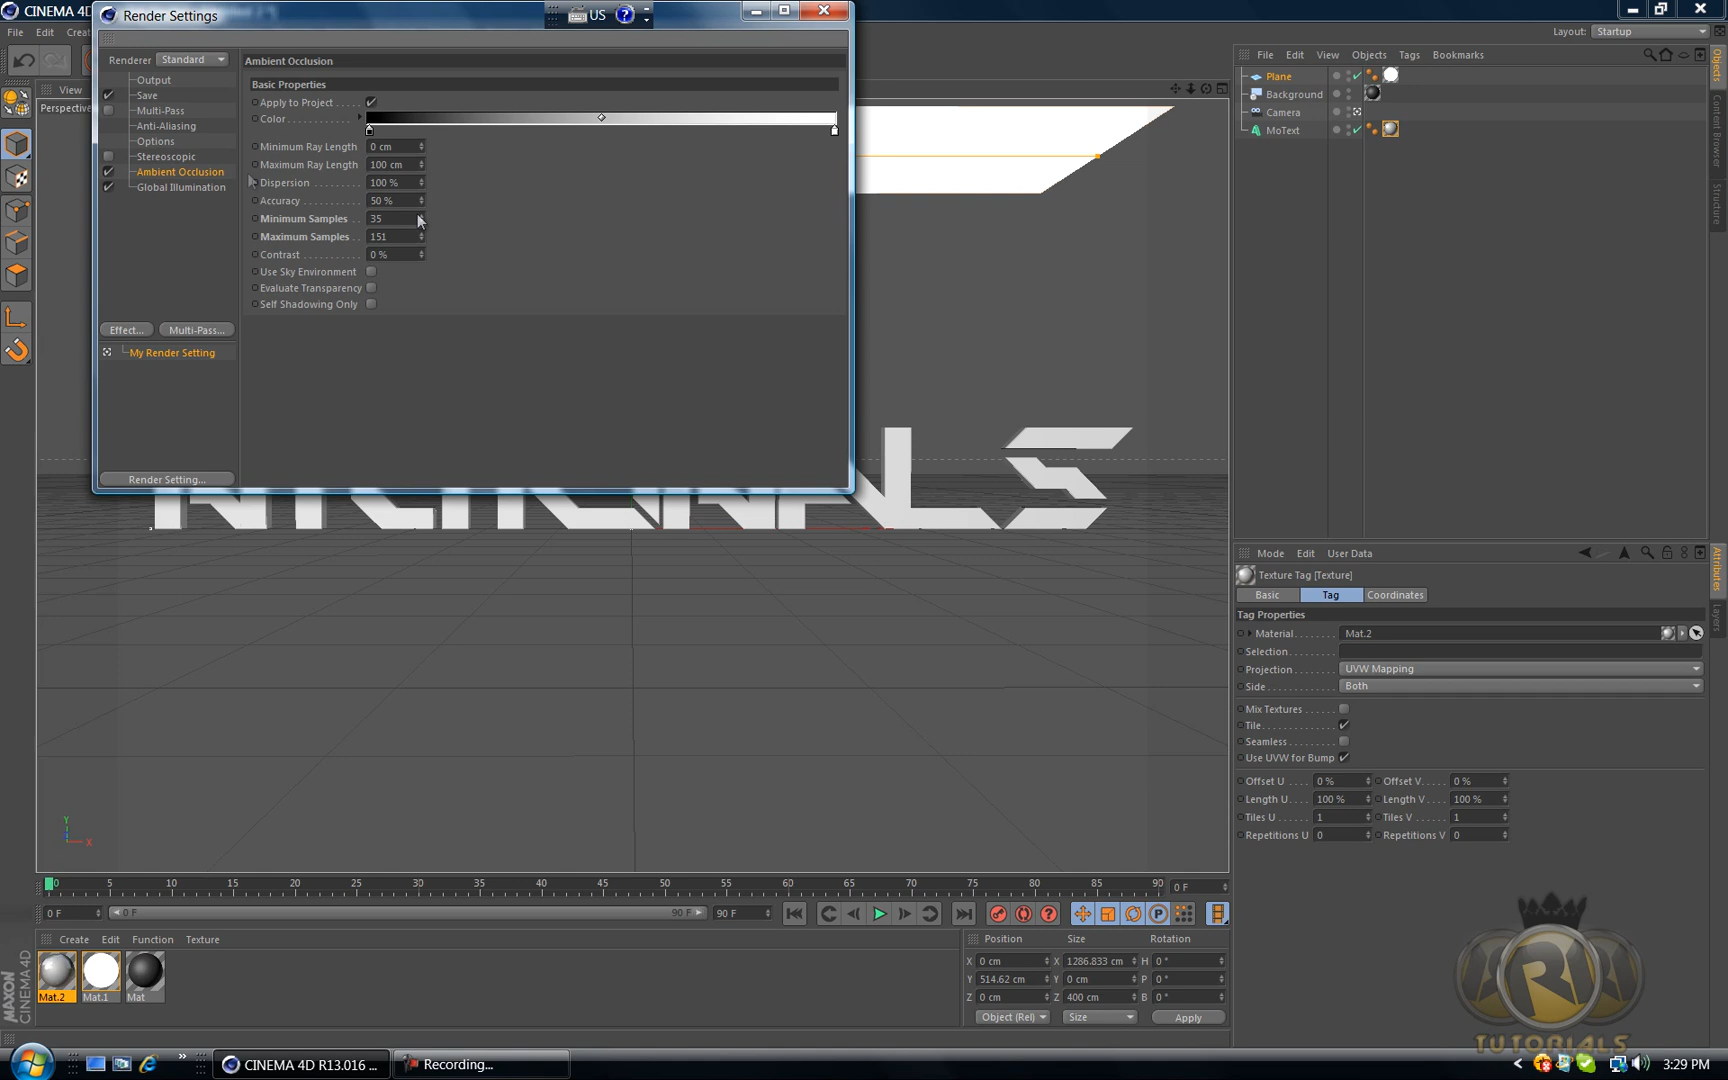 CINEMA 4D
Render Settings
US
Layout: Startup
File Edit
Renderer Standard
Output
Save
Multi-Pass
Anti-Aliasing
Options
Stereoscopic
Ambient Occlusion
Global Illumination
Effect... Multi-Pass...
My Render Setting
Render Setting...
Ambient Occlusion
Basic Properties
Apply to Project
Color
Minimum Ray Length 0 cm
Maximum Ray Length 100 cm
Dispersion 100 %
Accuracy 50 %
Minimum Samples 35
Maximum Samples 151
Contrast 0 %
Use Sky Environment
Evaluate Transparency
Self Shadowing Only
View
Perspective
File Edit View Objects Tags Bookmarks
Plane
Background
Camera
MoText
Objects
Content Browser
Structure
Mode Edit User Data
Texture Tag [Texture]
Basic Tag Coordinates
Tag Properties
Material Mat.2
Selection
Projection UVW Mapping
Side Both
Mix Textures
Tile
Seamless
Use UVW for Bump
Offset U 0 % Offset V 0 %
Length U 100 % Length V 100 %
Tiles U 1 Tiles V 1
Repetitions U 0 Repetitions V 0
Attributes
Layers
Y
X
0 5 10 15 20 25 30 35 40 45 50 55 60 65 70 75 80 85 90 0 F
0 F 0 F 90 F 90 F
Create Edit Function Texture
Mat.2 Mat.1 Mat
MAXON
CINEMA 4D
Position Size Rotation
X 0 cm X 1286.833 cm H 0 °
Y 514.62 cm Y 0 cm P 0 °
Z 0 cm Z 400 cm B 0 °
Object (Rel) Size Apply
TUTORIALS
CINEMA 4D R13.016 ...
Recording...
3:29 PM